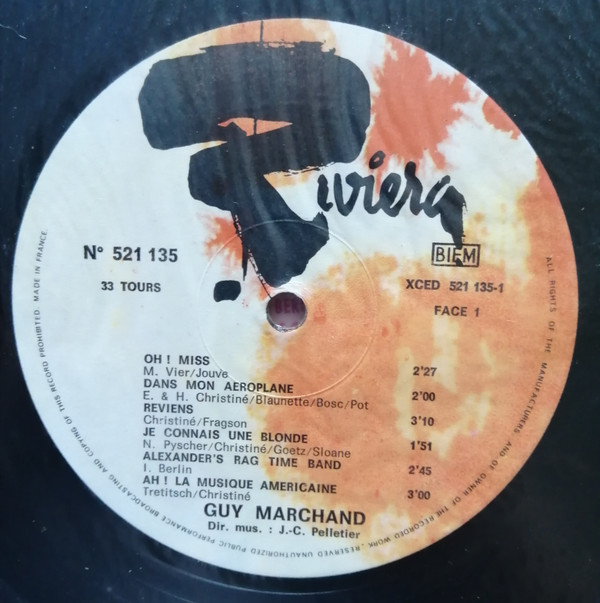 Riviera
N° 521 135
BIEM
33 TOURS
XCED 521 135-1
FACE 1
OH ! MISS
M. Vier/Jouve 2'27
DANS MON AEROPLANE
E. & H. Christiné/Blaunette/Bosc/Pot 2'00
REVIENS
Christiné/Fragson 3'10
JE CONNAIS UNE BLONDE
N. Pyscher/Christiné/Goetz/Sloane 1'51
ALEXANDER'S RAG TIME BAND
I. Berlin 2'45
AH ! LA MUSIQUE AMERICAINE
Tretitsch/Christiné 3'00
GUY MARCHAND
Dir. mus. : J.-C. Pelletier
ALL RIGHTS OF THE MANUFACTURERS AND OF OWNER OF THE RECORDED WORK, RESERVED UNAUTHORIZED PUBLIC PERFORMANCE BROADCASTING AND COPYING OF THIS RECORD PROHIBITED. MADE IN FRANCE